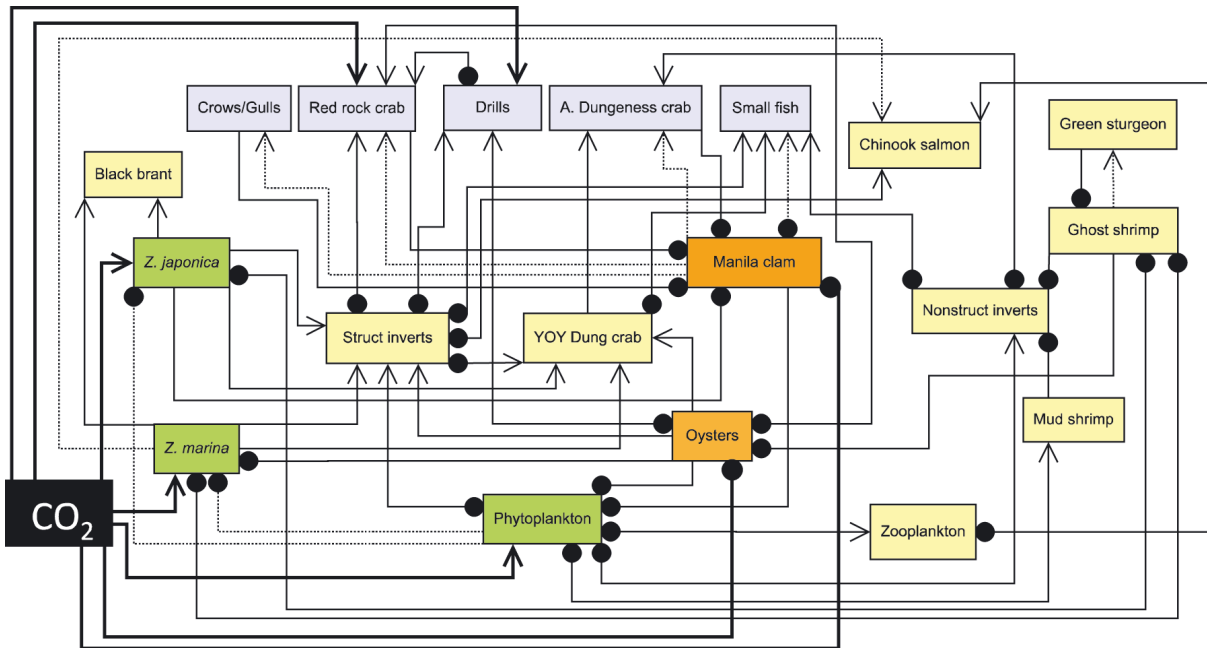 Crows/Gulls
Red rock crab
Drills
A. Dungeness crab
Small fish
Green sturgeon
Chinook salmon
Black brant
Ghost shrimp
Z. japonica
Manila clam
Nonstruct inverts
Struct inverts
YOY Dung crab
Mud shrimp
Z. marina
Oysters
CO₂
Phytoplankton
Zooplankton